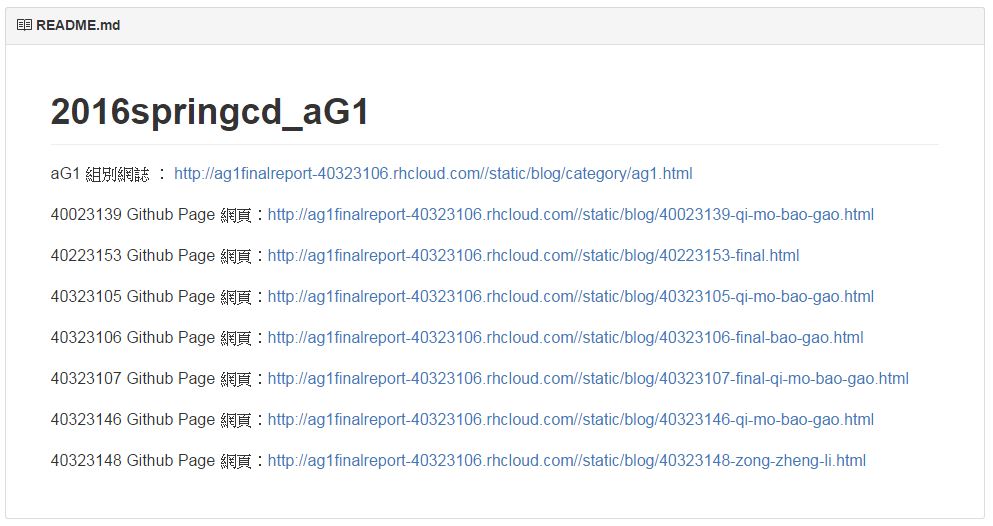 README.md
2016springcd_aG1
aG1 組別網誌 ： http://ag1finalreport-40323106.rhcloud.com//static/blog/category/ag1.html
40023139 Github Page 網頁：http://ag1finalreport-40323106.rhcloud.com//static/blog/40023139-qi-mo-bao-gao.html
40223153 Github Page 網頁：http://ag1finalreport-40323106.rhcloud.com//static/blog/40223153-final.html
40323105 Github Page 網頁：http://ag1finalreport-40323106.rhcloud.com//static/blog/40323105-qi-mo-bao-gao.html
40323106 Github Page 網頁：http://ag1finalreport-40323106.rhcloud.com//static/blog/40323106-final-bao-gao.html
40323107 Github Page 網頁：http://ag1finalreport-40323106.rhcloud.com//static/blog/40323107-final-qi-mo-bao-gao.html
40323146 Github Page 網頁：http://ag1finalreport-40323106.rhcloud.com//static/blog/40323146-qi-mo-bao-gao.html
40323148 Github Page 網頁：http://ag1finalreport-40323106.rhcloud.com//static/blog/40323148-zong-zheng-li.html